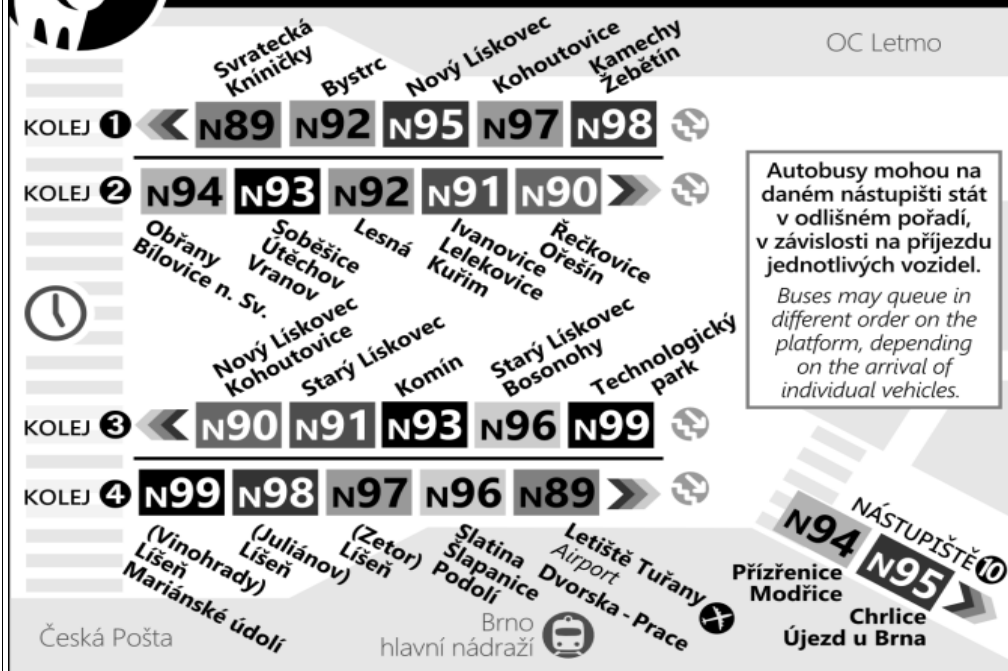 OC Letmo
Svratecká
Kníničky
Bystrc
Nový Lískovec
Kohoutovice
Kamechy
Žebětín
KOLEJ 1 N89 N92 N95 N97 N98
KOLEJ 2 N94 N93 N92 N91 N90
Obřany
Bílovice n. Sv.
Soběšice
Útěchov
Vranov
Lesná
Ivanovice
Lelekovice
Kuřim
Řečkovice
Ořešín
Autobusy mohou na
daném nástupišti stát
v odlišném pořadí,
v závislosti na příjezdu
jednotlivých vozidel.
Buses may queue in
different order on the
platform, depending
on the arrival of
individual vehicles.
Nový Lískovec
Kohoutovice
Starý Lískovec
Komín
Starý Lískovec
Bosonohy
Technologický
park
KOLEJ 3 N90 N91 N93 N96 N99
KOLEJ 4 N99 N98 N97 N96 N89
(Vinohrady)
Líšeň
Mariánské údolí
(Juliánov)
Líšeň
(Zetor)
Líšeň
Slatina
Šlapanice
Podolí
Letiště Tuřany
Airport
Dvorska - Prace
NÁSTUPIŠTĚ 10
N94 N95
Přízřenice
Modřice
Chrlice
Újezd u Brna
Česká Pošta
Brno
hlavní nádraží